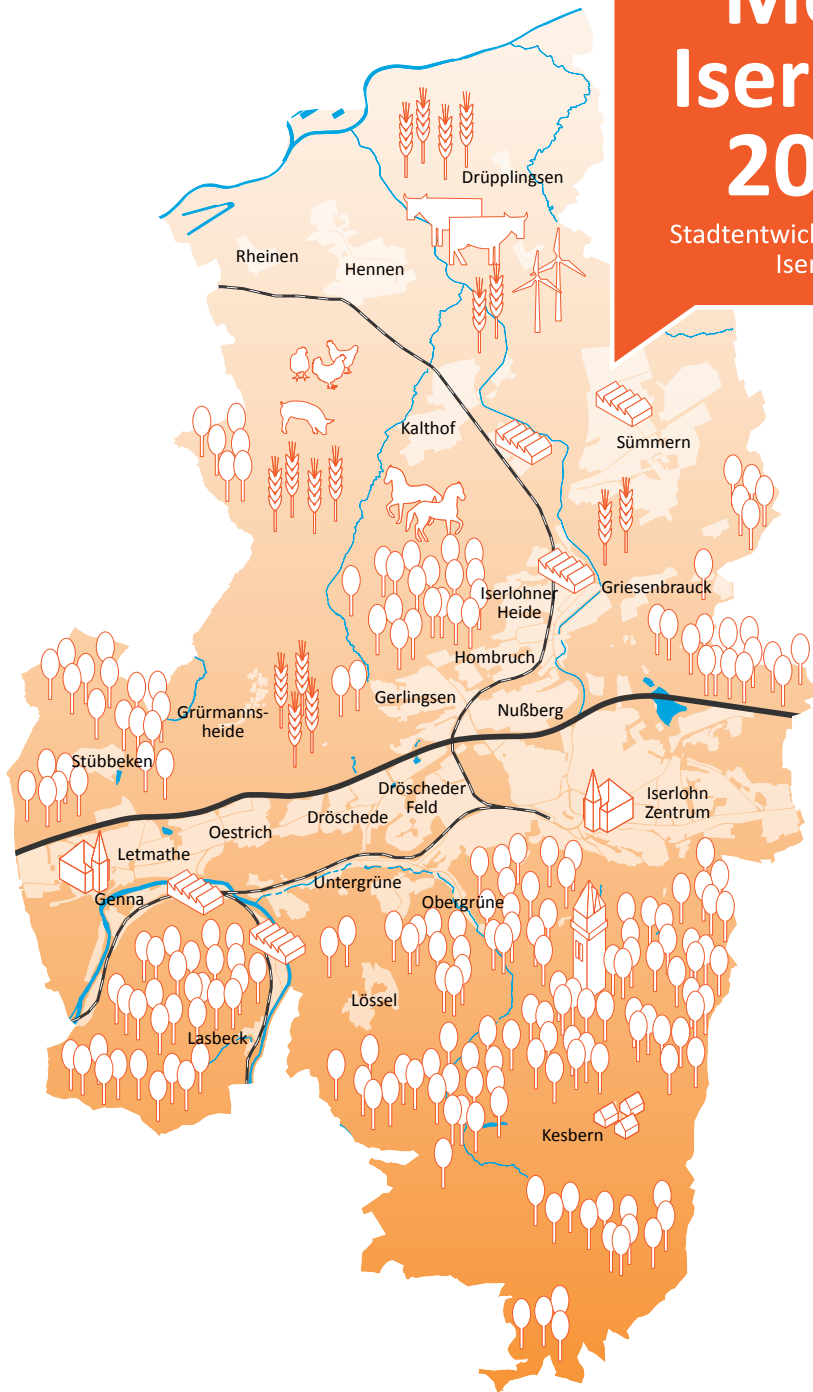 Iser
20
Stadtentwick
Iser
Drüpplingsen
Rheinen
Hennen
Kalthof
Sümmern
Iserlohner
Heide
Griesenbrauck
Hombruch
Gerlingsen
Nußberg
Grürmanns-
heide
Stübbeken
Dröscheder
Feld
Iserlohn
Zentrum
Dröschede
Oestrich
Letmathe
Untergrüne
Genna
Obergrüne
Lössel
Lasbeck
Kesbern